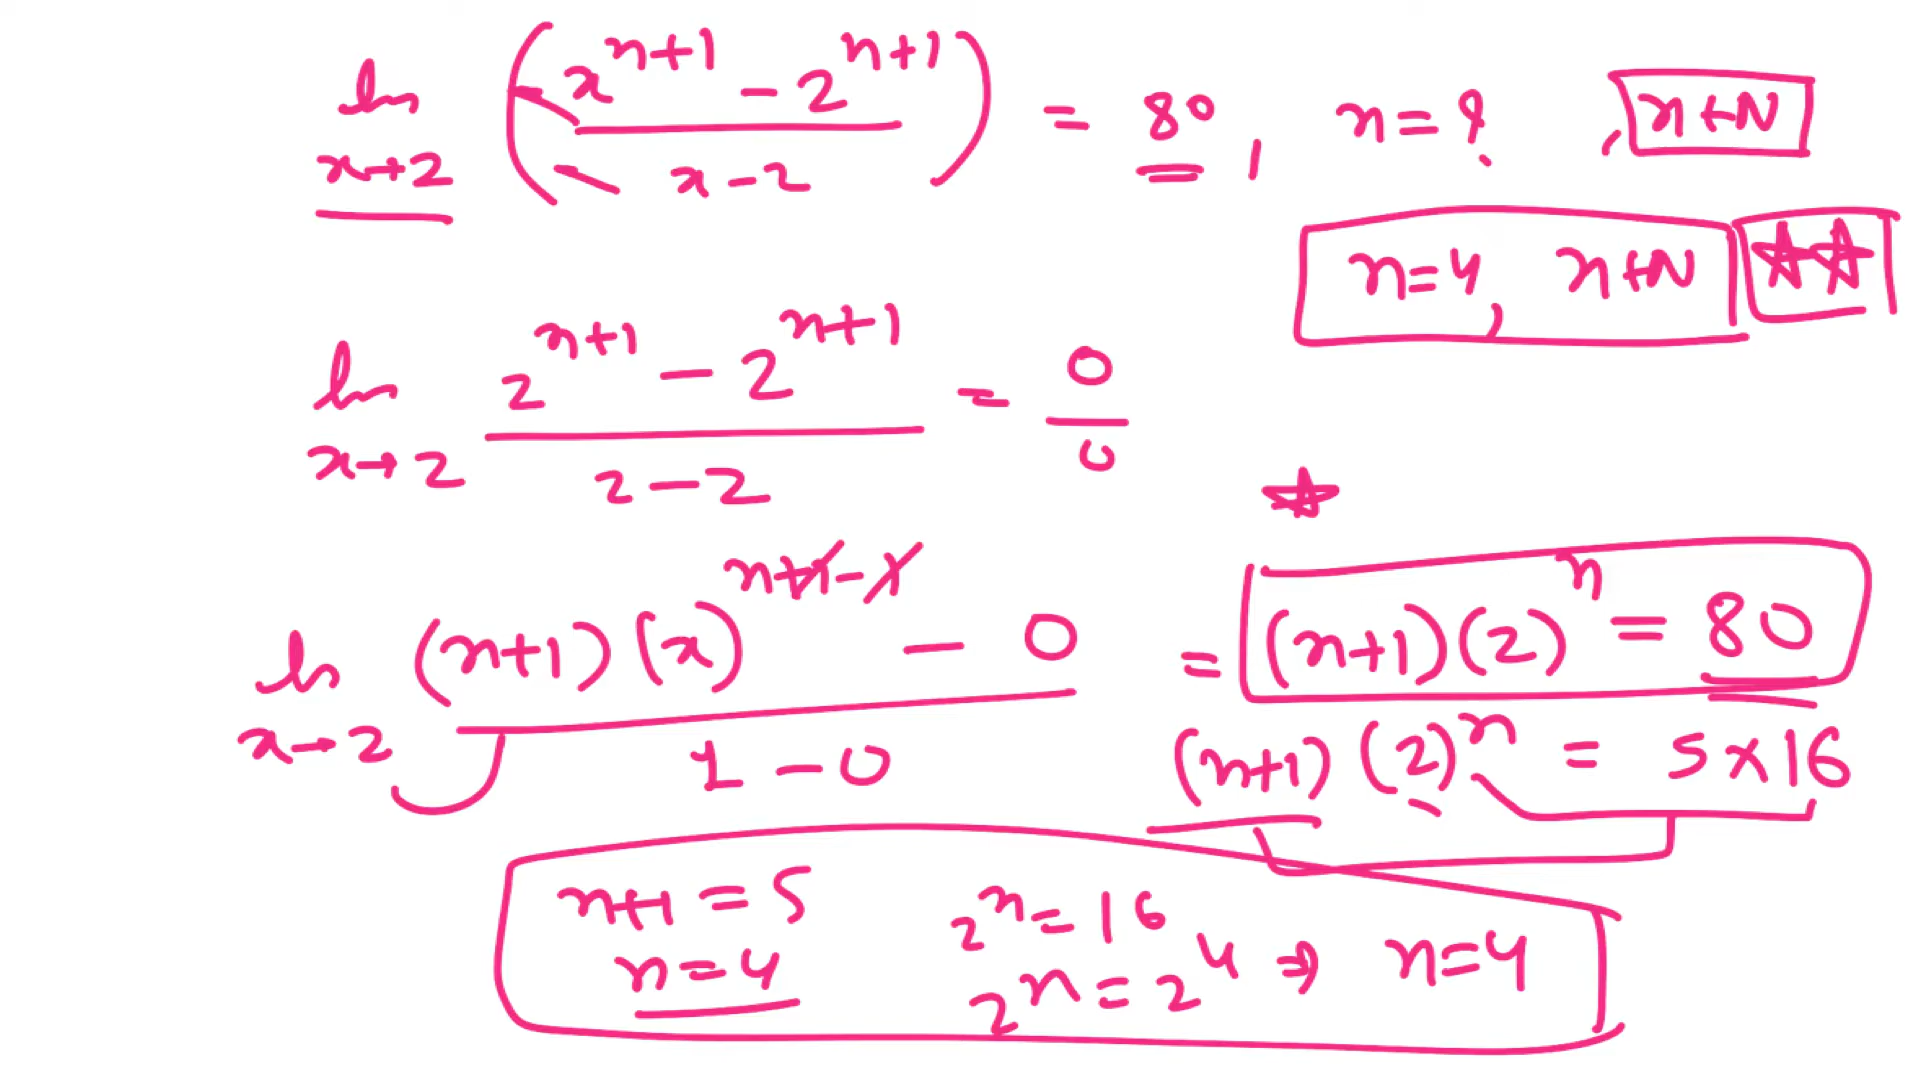 lim x→2 (x^(n+1) - 2^(n+1) / x-2) = 80, n=? , n∈N
n=4, n∈N
lim x→2 2^(n+1) - 2^(n+1) / 2-2 = 0/0
lim x→2 (n+1)(x)^(n+1-1) - 0 / 1-0 = (n+1)(2)^n = 80
(n+1)(2)^n = 5×16
n+1 = 5 2^n = 16
n=4 2^n = 2^4 ⇒ n=4